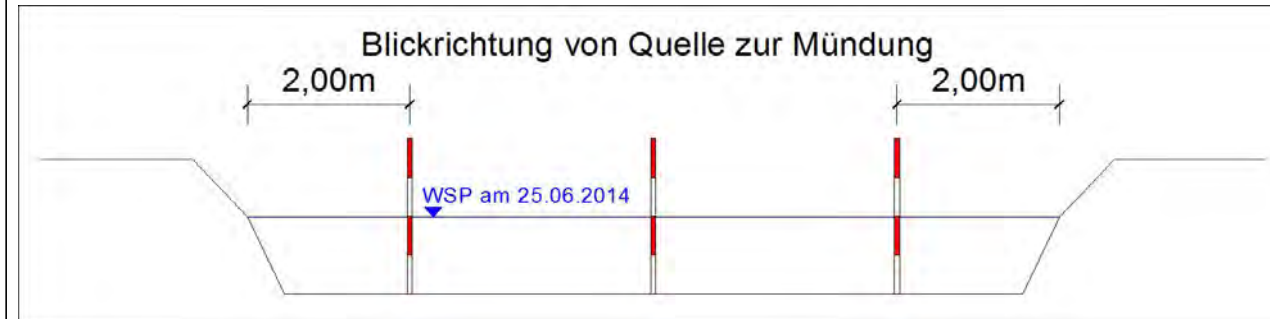 Blickrichtung von Quelle zur Mündung
2,00m 2,00m
WSP am 25.06.2014